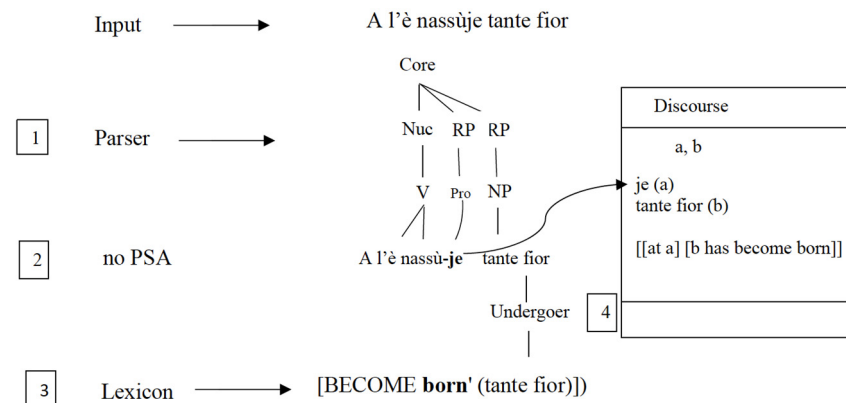 Input A l'è nassùje tante fior
Core
Discourse
1 Parser Nuc RP RP
a, b
V Pro NP
je (a)
tante fior (b)
2 no PSA A l'è nassù-je tante fior
[[at a] [b has become born]]
Undergoer 4
3 Lexicon [BECOME born' (tante fior)])